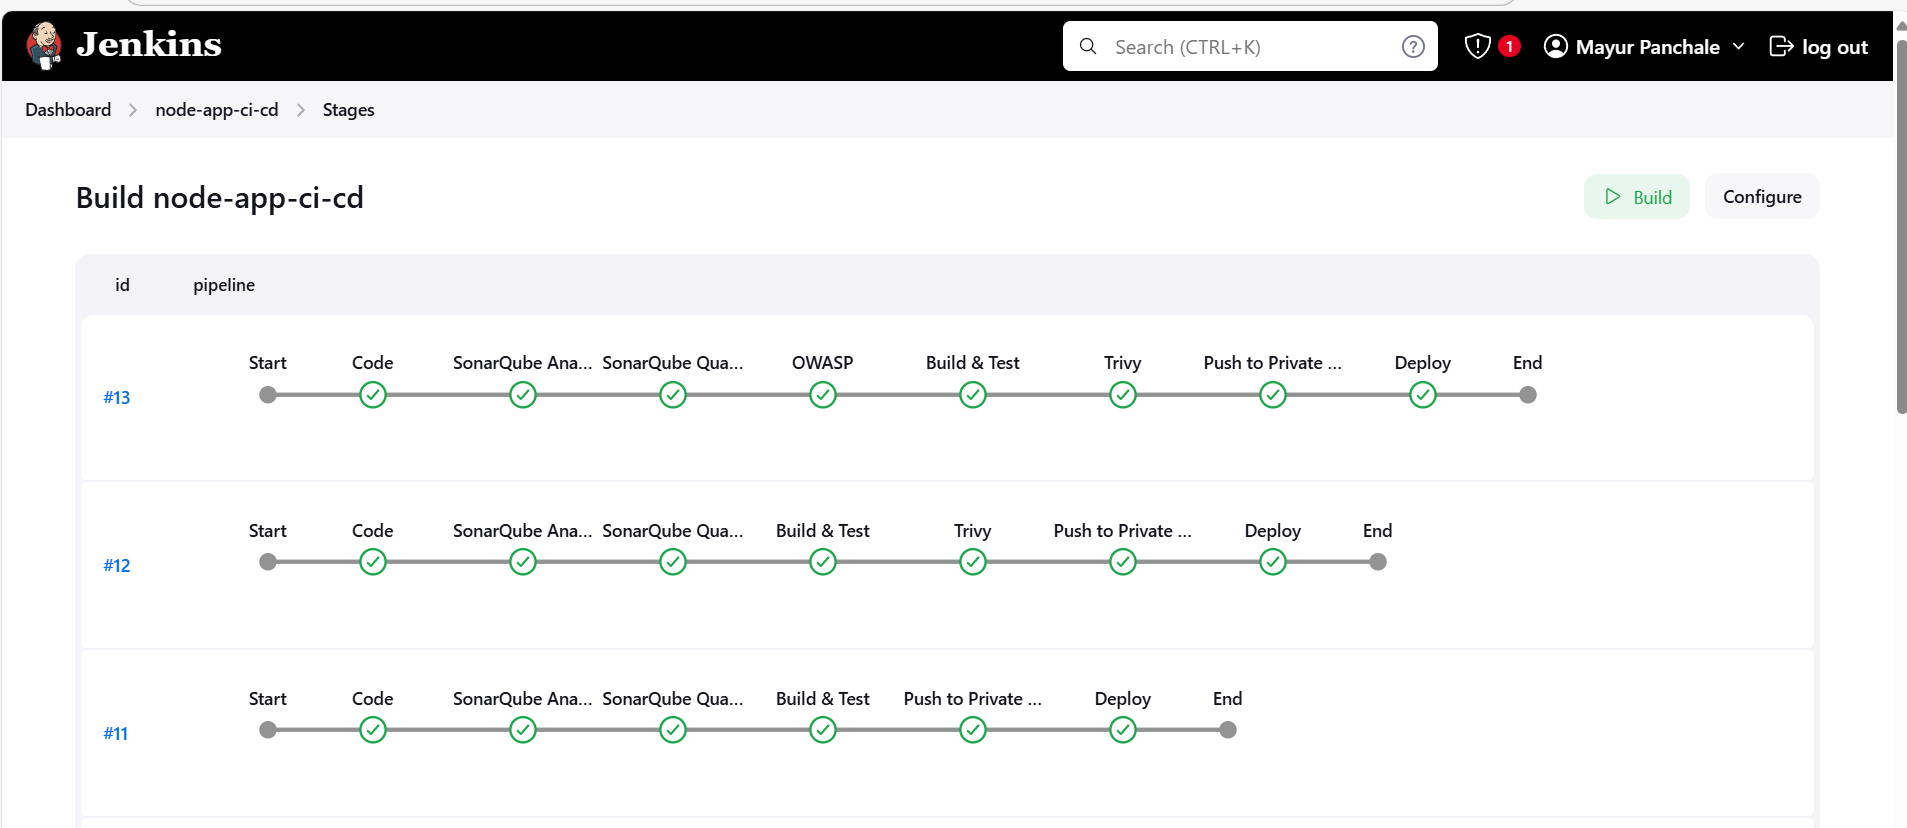 Jenkins
Search (CTRL+K)
?
1
Mayur Panchale
log out
Dashboard
node-app-ci-cd
Stages
Build node-app-ci-cd
Build
Configure
id pipeline
Start Code SonarQube Ana... SonarQube Qua... OWASP Build & Test Trivy Push to Private ... Deploy End
#13
Start Code SonarQube Ana... SonarQube Qua... Build & Test Trivy Push to Private ... Deploy End
#12
Start Code SonarQube Ana... SonarQube Qua... Build & Test Push to Private ... Deploy End
#11